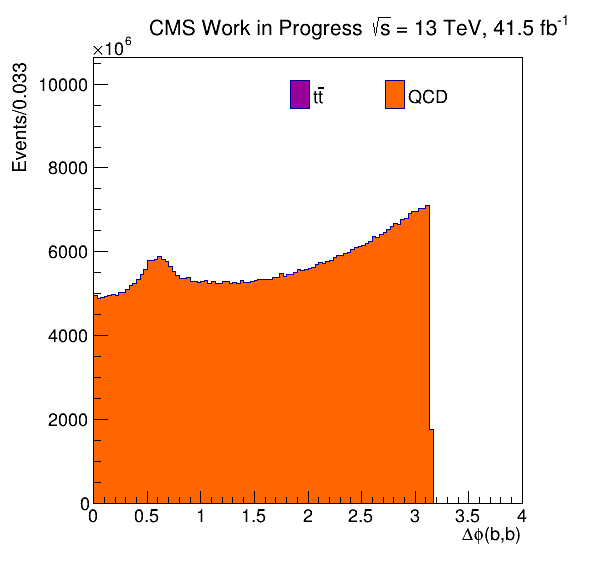 CMS Work in Progress √s = 13 TeV, 41.5 fb⁻¹
×10⁶
Events/0.033
tt̅ QCD
10000
8000
6000
4000
2000
0
0 0.5 1 1.5 2 2.5 3 3.5 4
Δϕ(b,b)